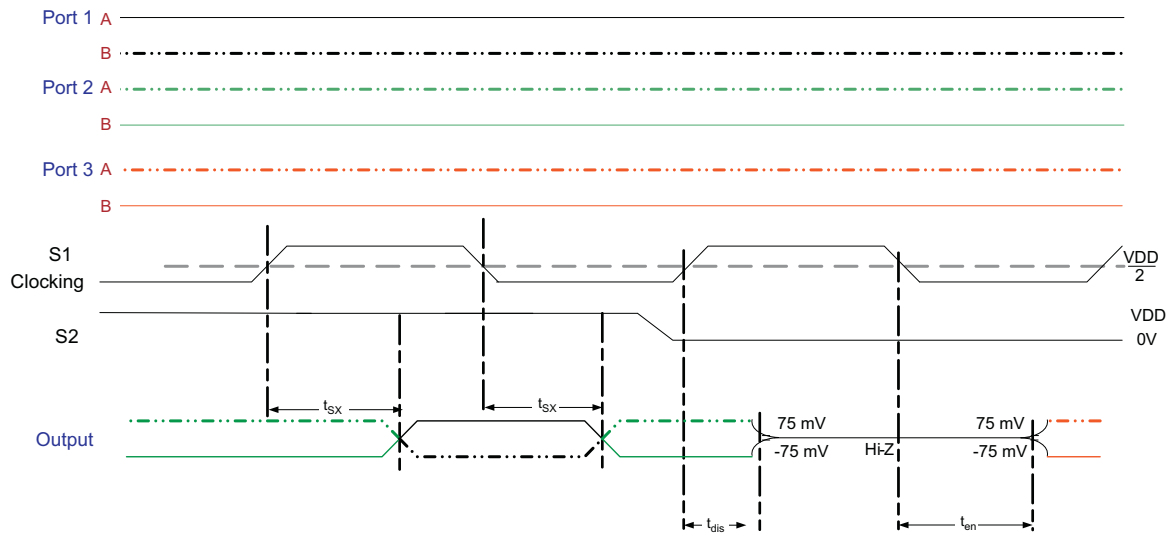 Port 1 A
B
Port 2 A
B
Port 3 A
B
S1
Clocking
VDD
2
S2
VDD
0V
tSX
tSX
Output
75 mV
-75 mV
Hi-Z
75 mV
-75 mV
tdis
ten